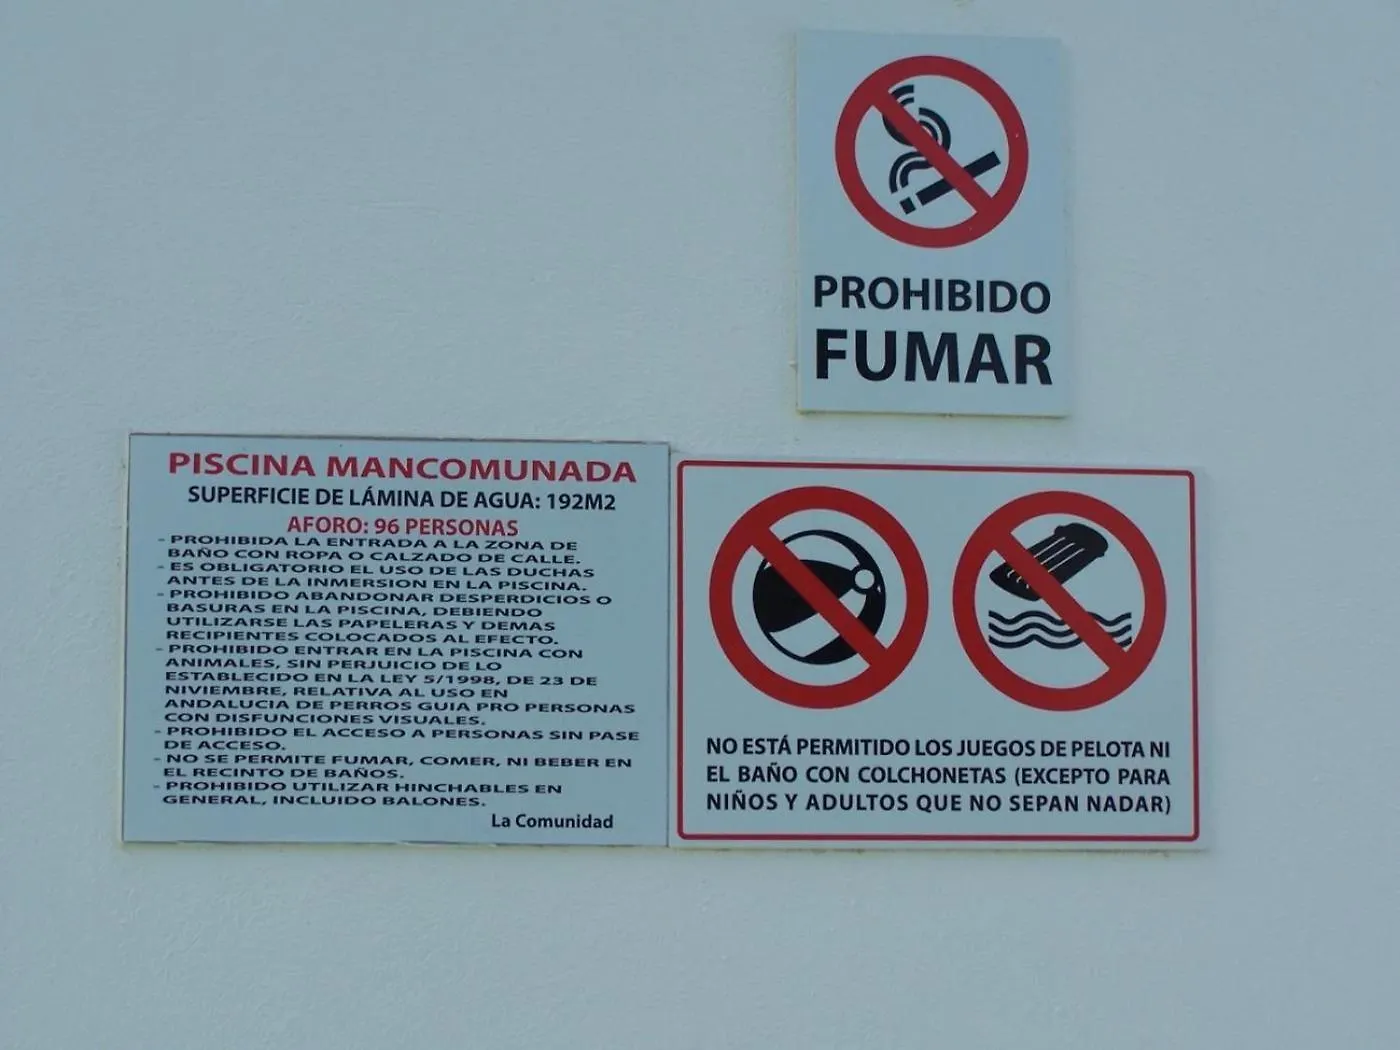 PROHIBIDO
FUMAR
PISCINA MANCOMUNADA
SUPERFICIE DE LÁMINA DE AGUA: 192M2
AFORO: 96 PERSONAS
- PROHIBIDA LA ENTRADA A LA ZONA DE
BAÑO CON ROPA O CALZADO DE CALLE.
- ES OBLIGATORIO EL USO DE LAS DUCHAS
ANTES DE LA INMERSION EN LA PISCINA.
- PROHIBIDO ABANDONAR DESPERDICIOS O
BASURAS EN LA PISCINA, DEBIENDO
UTILIZARSE LAS PAPELERAS Y DEMAS
RECIPIENTES COLOCADOS AL EFECTO.
- PROHIBIDO ENTRAR EN LA PISCINA CON
ANIMALES, SIN PERJUICIO DE LO
ESTABLECIDO EN LA LEY 5/1998, DE 23 DE
NIVIEMBRE, RELATIVA AL USO EN
ANDALUCIA DE PERROS GUIA PRO PERSONAS
CON DISFUNCIONES VISUALES.
- PROHIBIDO EL ACCESO A PERSONAS SIN PASE
DE ACCESO.
- NO SE PERMITE FUMAR, COMER, NI BEBER EN
EL RECINTO DE BAÑOS.
- PROHIBIDO UTILIZAR HINCHABLES EN
GENERAL, INCLUIDO BALONES.
La Comunidad
NO ESTÁ PERMITIDO LOS JUEGOS DE PELOTA NI
EL BAÑO CON COLCHONETAS (EXCEPTO PARA
NIÑOS Y ADULTOS QUE NO SEPAN NADAR)